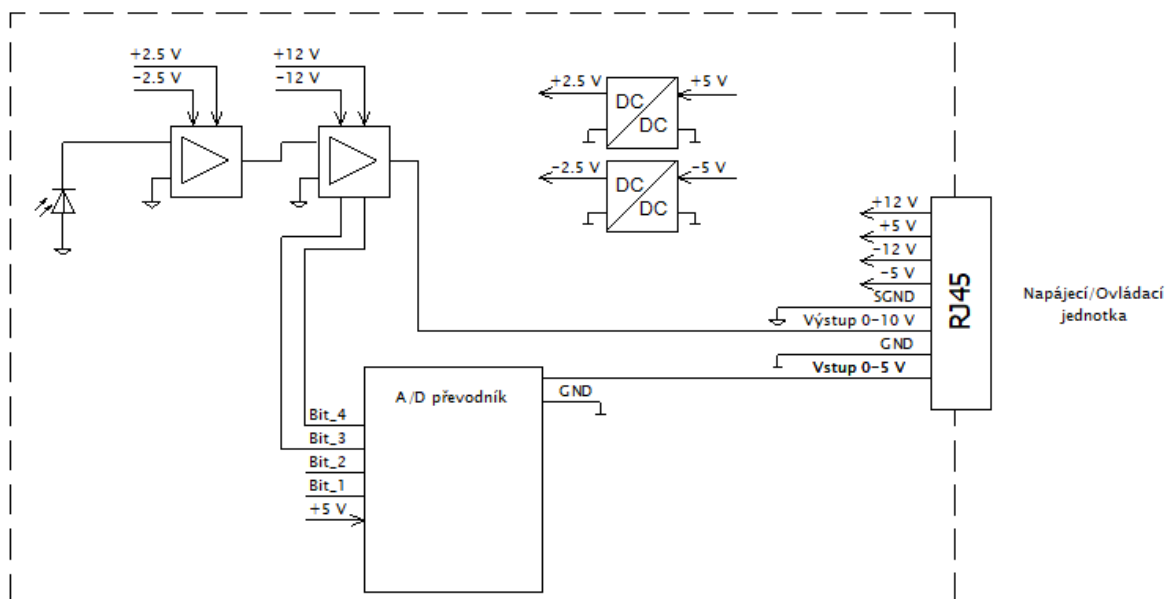 +2.5 V
-2.5 V
+12 V
-12 V
+2.5 V
+5 V
DC
DC
-2.5 V
-5 V
DC
DC
+12 V
+5 V
-12 V
-5 V
SGND
Výstup 0-10 V
GND
Vstup 0-5 V
RJ45
Napájecí/Ovládací
jednotka
A/D převodník
GND
Bit_4
Bit_3
Bit_2
Bit_1
+5 V